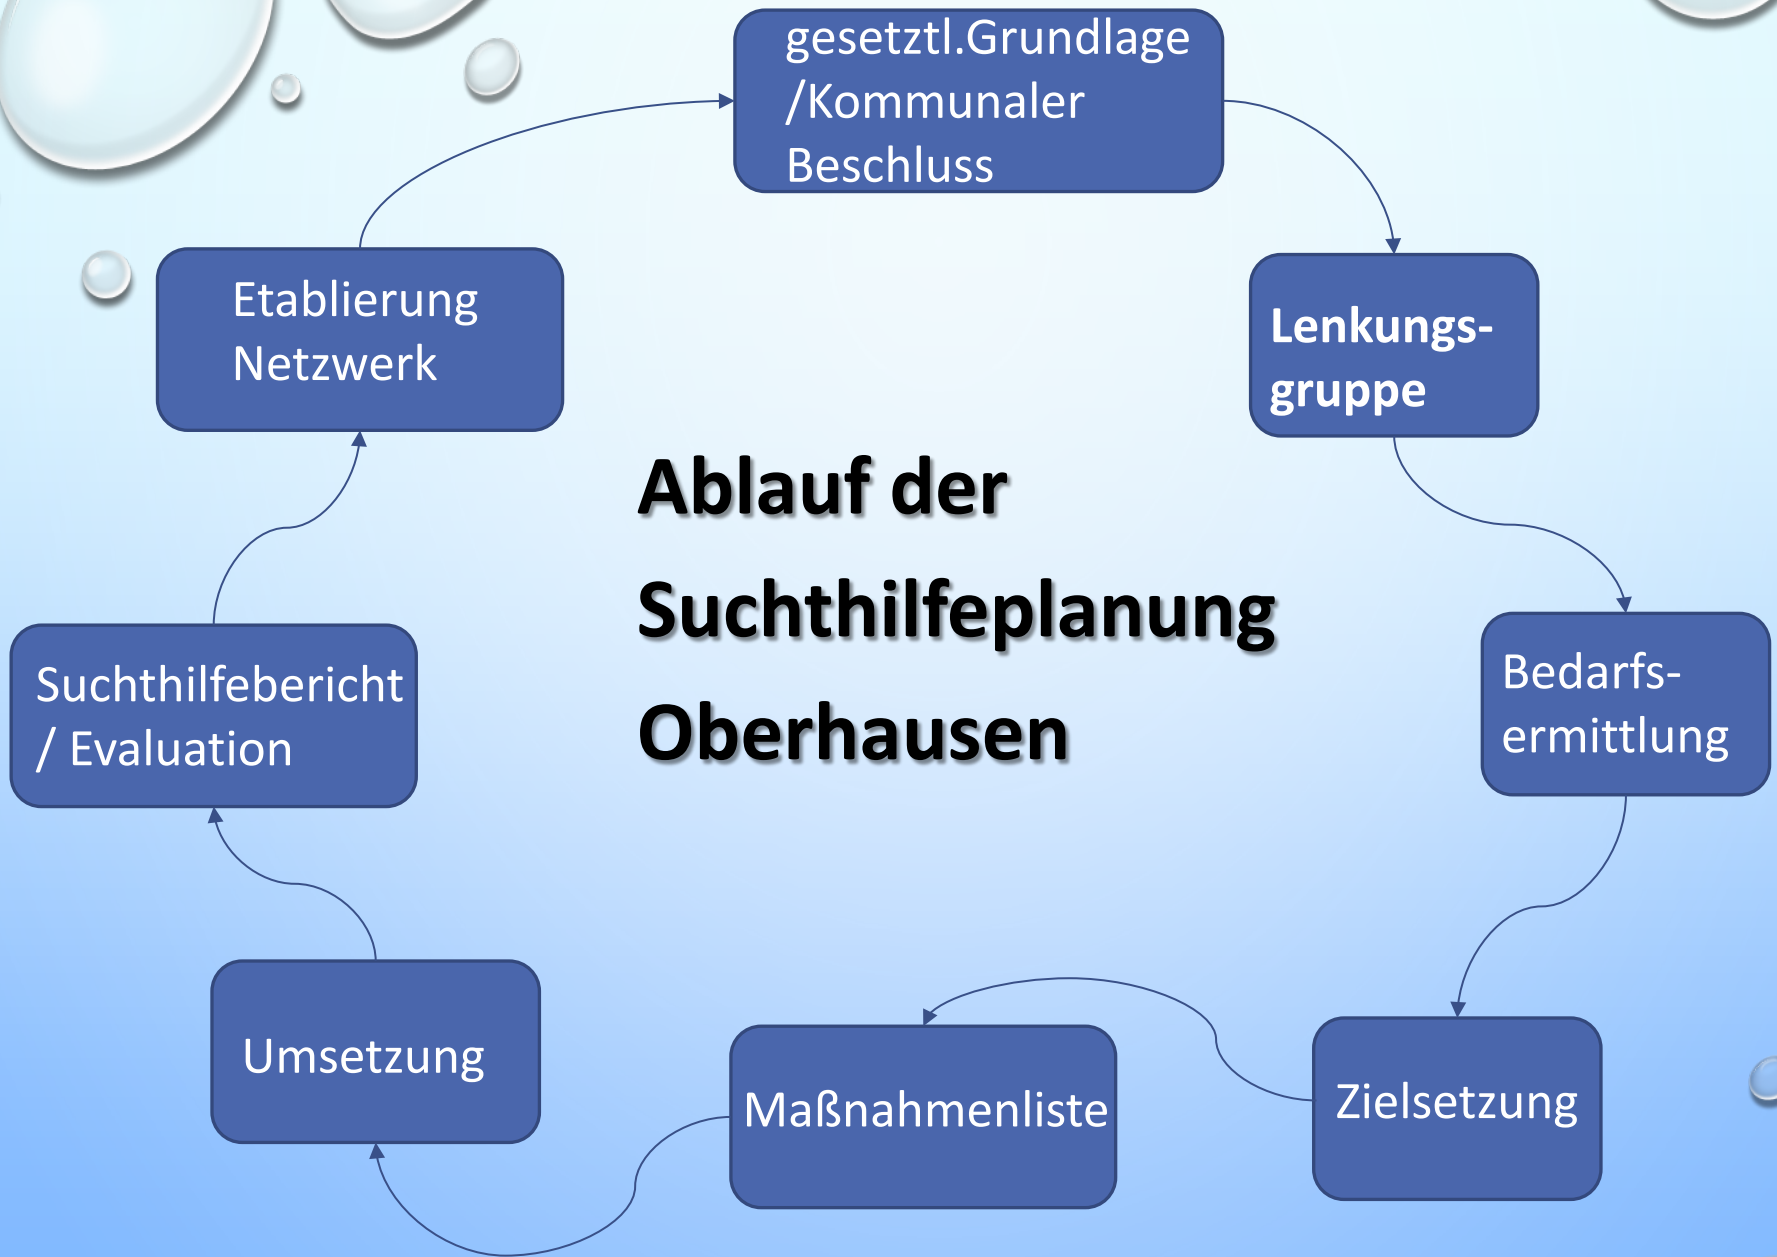 gesetztl.Grundlage
/Kommunaler
Beschluss
Lenkungs-
gruppe
Bedarfs-
ermittlung
Zielsetzung
Maßnahmenliste
Umsetzung
Suchthilfebericht
/ Evaluation
Etablierung
Netzwerk
Ablauf der
Suchthilfeplanung
Oberhausen